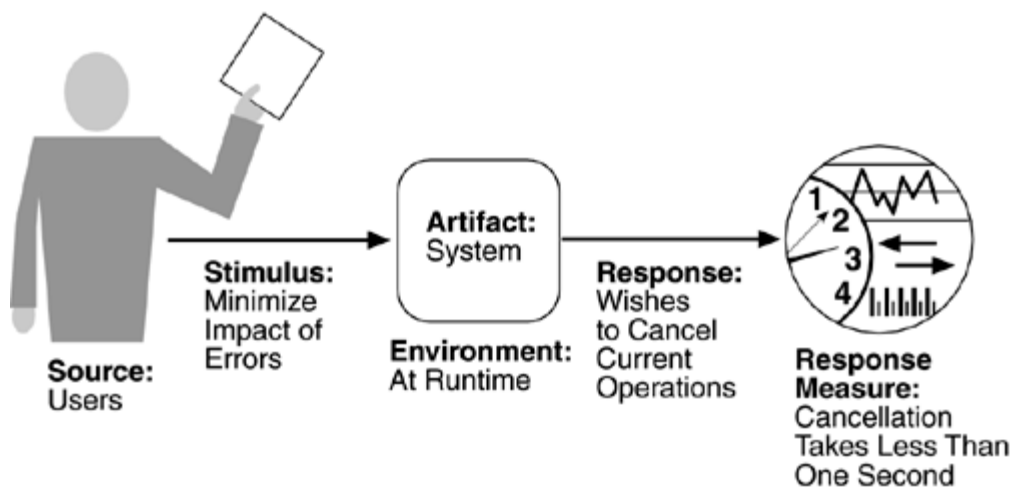 Source:
Users
Stimulus:
Minimize
Impact of
Errors
Artifact:
System
Environment:
At Runtime
Response:
Wishes
to Cancel
Current
Operations
1
2
3
4
Response
Measure:
Cancellation
Takes Less Than
One Second